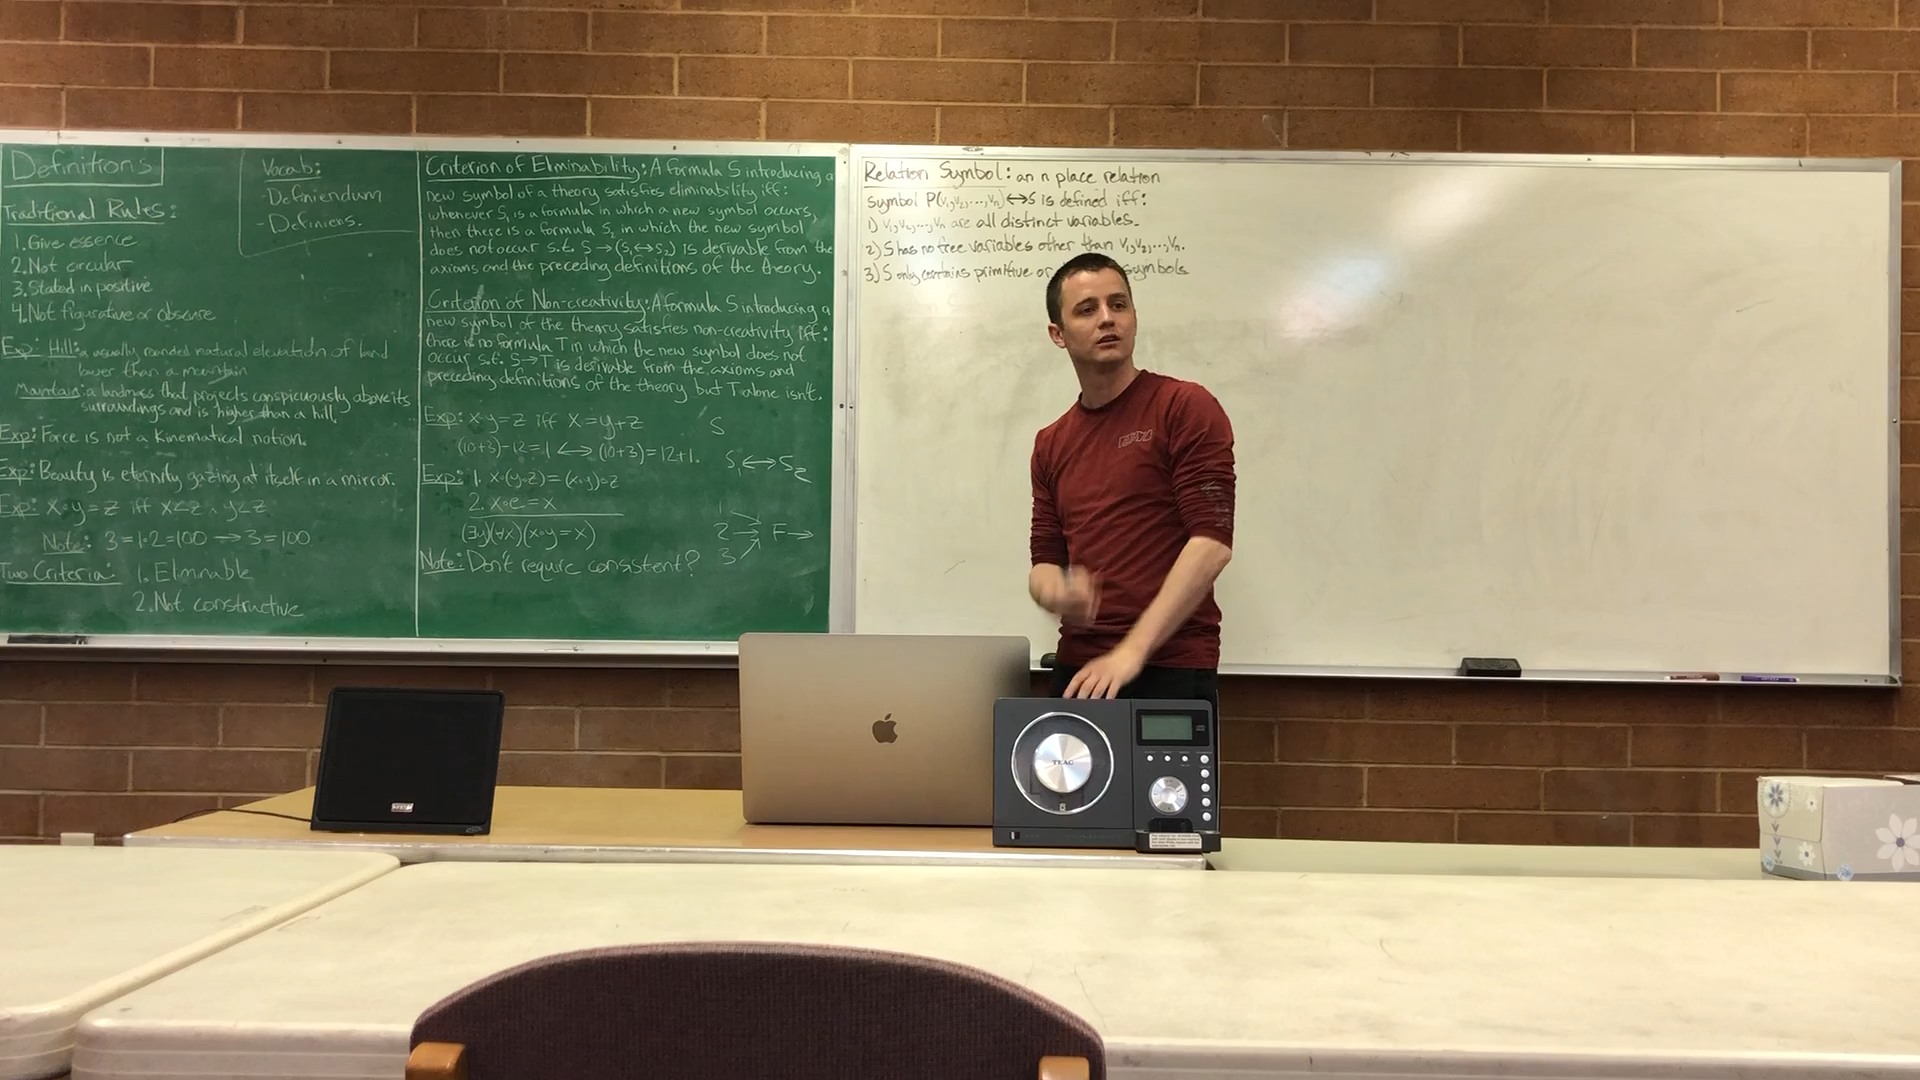 Definitions
Vocab:
-Definiendum
-Definiens.
Traditional Rules:
1. Give essence
2. Not circular
3. Stated in positive
4. Not figurative or obscure
Exp: Hill: a usually rounded natural elevation of land
lower than a mountain
Mountain: a landmass that projects conspicuously above its
surroundings and is higher than a hill.
Exp: Force is not a kinematical notion.
Exp: Beauty is eternity gazing at itself in a mirror.
Exp: X∘y=z iff X<z ∧ y<z
Note: 3=1∘2=100 → 3=100
Two Criteria: 1. Elminable
2. Not constructive
Criterion of Elminability: A formula S introducing a
new symbol of a theory satisfies eliminability iff:
whenever S₁ is a formula in which a new symbol occurs,
then there is a formula S₂ in which the new symbol
does not occur s.t. S→(S₁↔S₂) is derivable from the
axioms and the preceding definitions of the theory.
Criterion of Non-creativity: A formula S introducing a
new symbol of the theory satisfies non-creativity iff:
there is no formula T in which the new symbol does not
occur s.t. S→T is derivable from the axioms and
preceding definitions of the theory but T alone isn't.
Exp: x-y=z iff x=y+z
(10+3)-12=1 ↔ (10+3)=12+1.
Exp: 1. x∘(y∘z)=(x∘y)∘z
2. x∘e=x
(∃y)(∀x)(x∘y=x)
Note: Don't require consistent?
S
S₁↔S₂
1
2 → F→
3
Relation Symbol: an n place relation
symbol P(v₁,v₂,...,vₙ)↔S is defined iff:
1) v₁,v₂,...,vₙ are all distinct variables.
2) S has no free variables other than v₁,v₂,...,vₙ.
3) S only contains primitive or symbols
TEAC